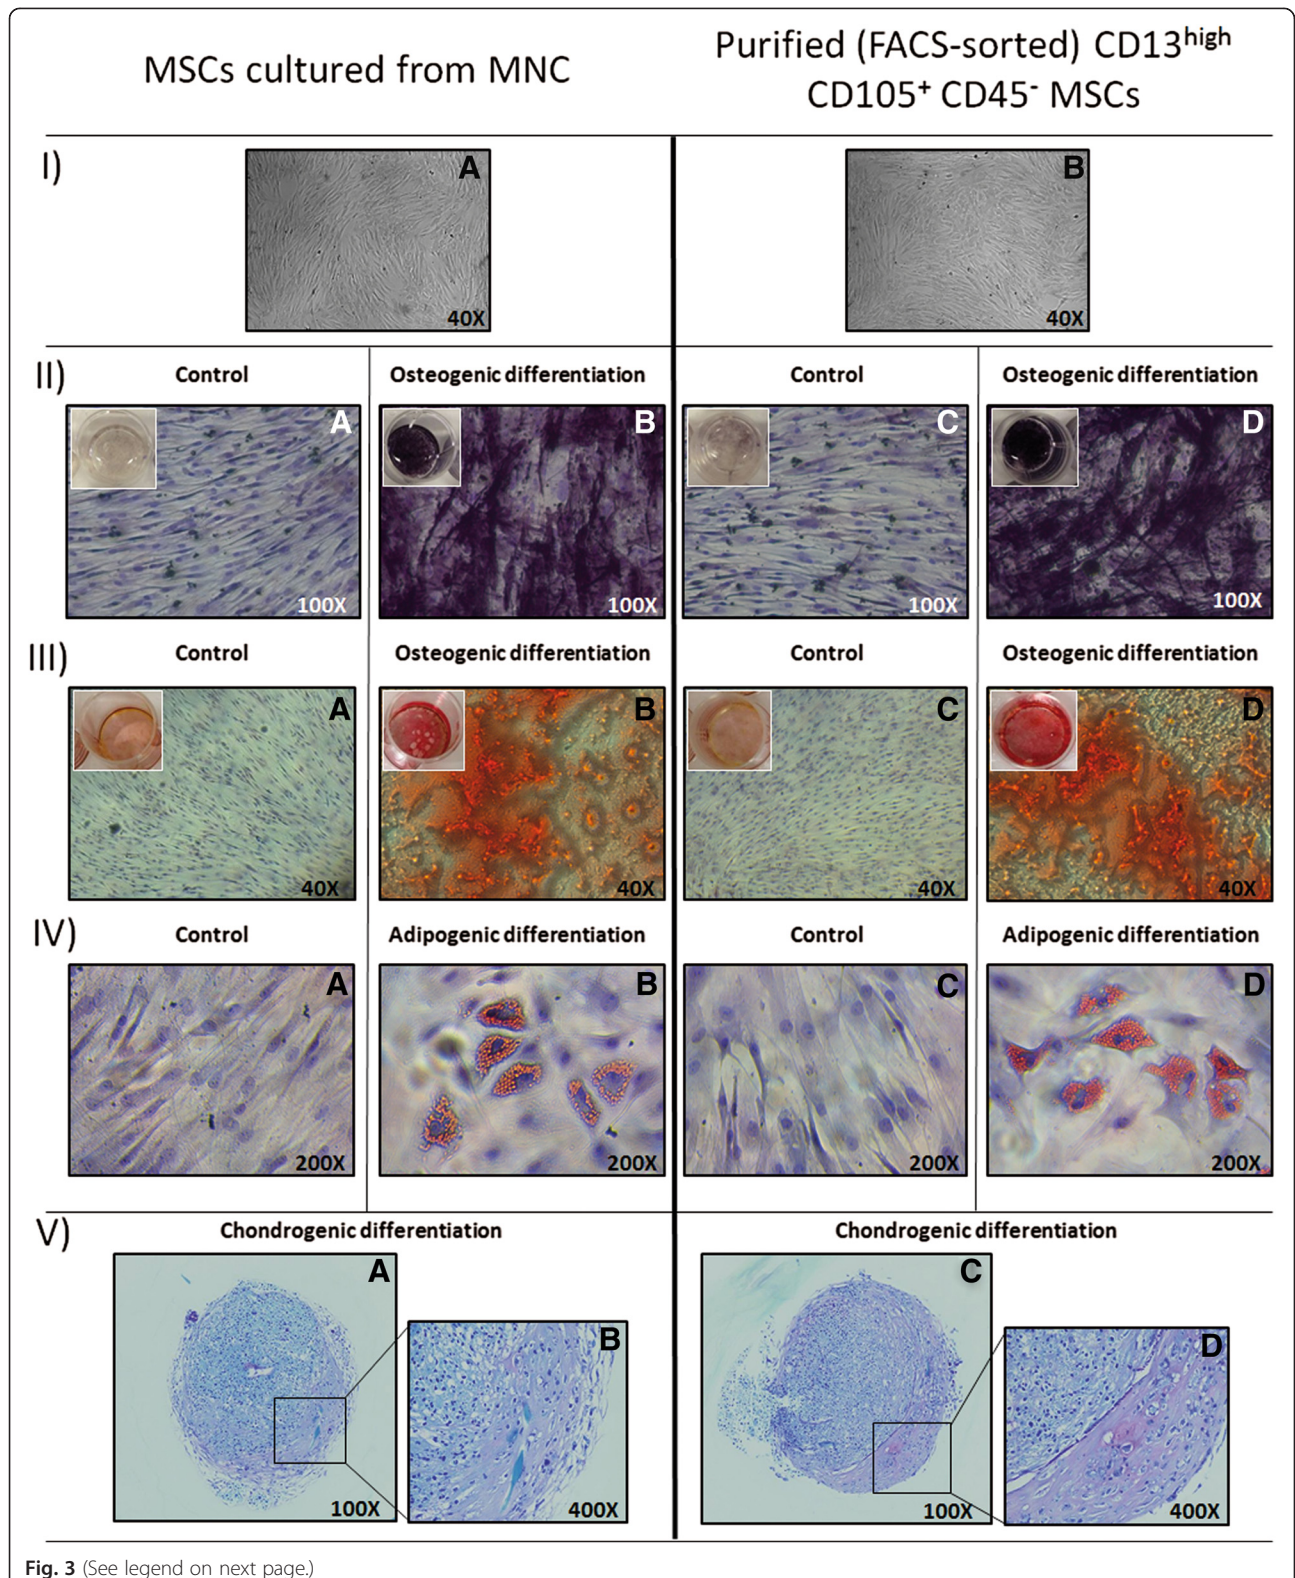 MSCs cultured from MNC
Purified (FACS-sorted) CD13high
CD105+ CD45- MSCs
I)
A
40X
B
40X
II)
Control
Osteogenic differentiation
Control
Osteogenic differentiation
A
100X
B
100X
C
100X
D
100X
III)
Control
Osteogenic differentiation
Control
Osteogenic differentiation
A
40X
B
40X
C
40X
D
40X
IV)
Control
Adipogenic differentiation
Control
Adipogenic differentiation
A
200X
B
200X
C
200X
D
200X
V)
Chondrogenic differentiation
Chondrogenic differentiation
A
100X
B
400X
C
100X
D
400X
Fig. 3 (See legend on next page.)